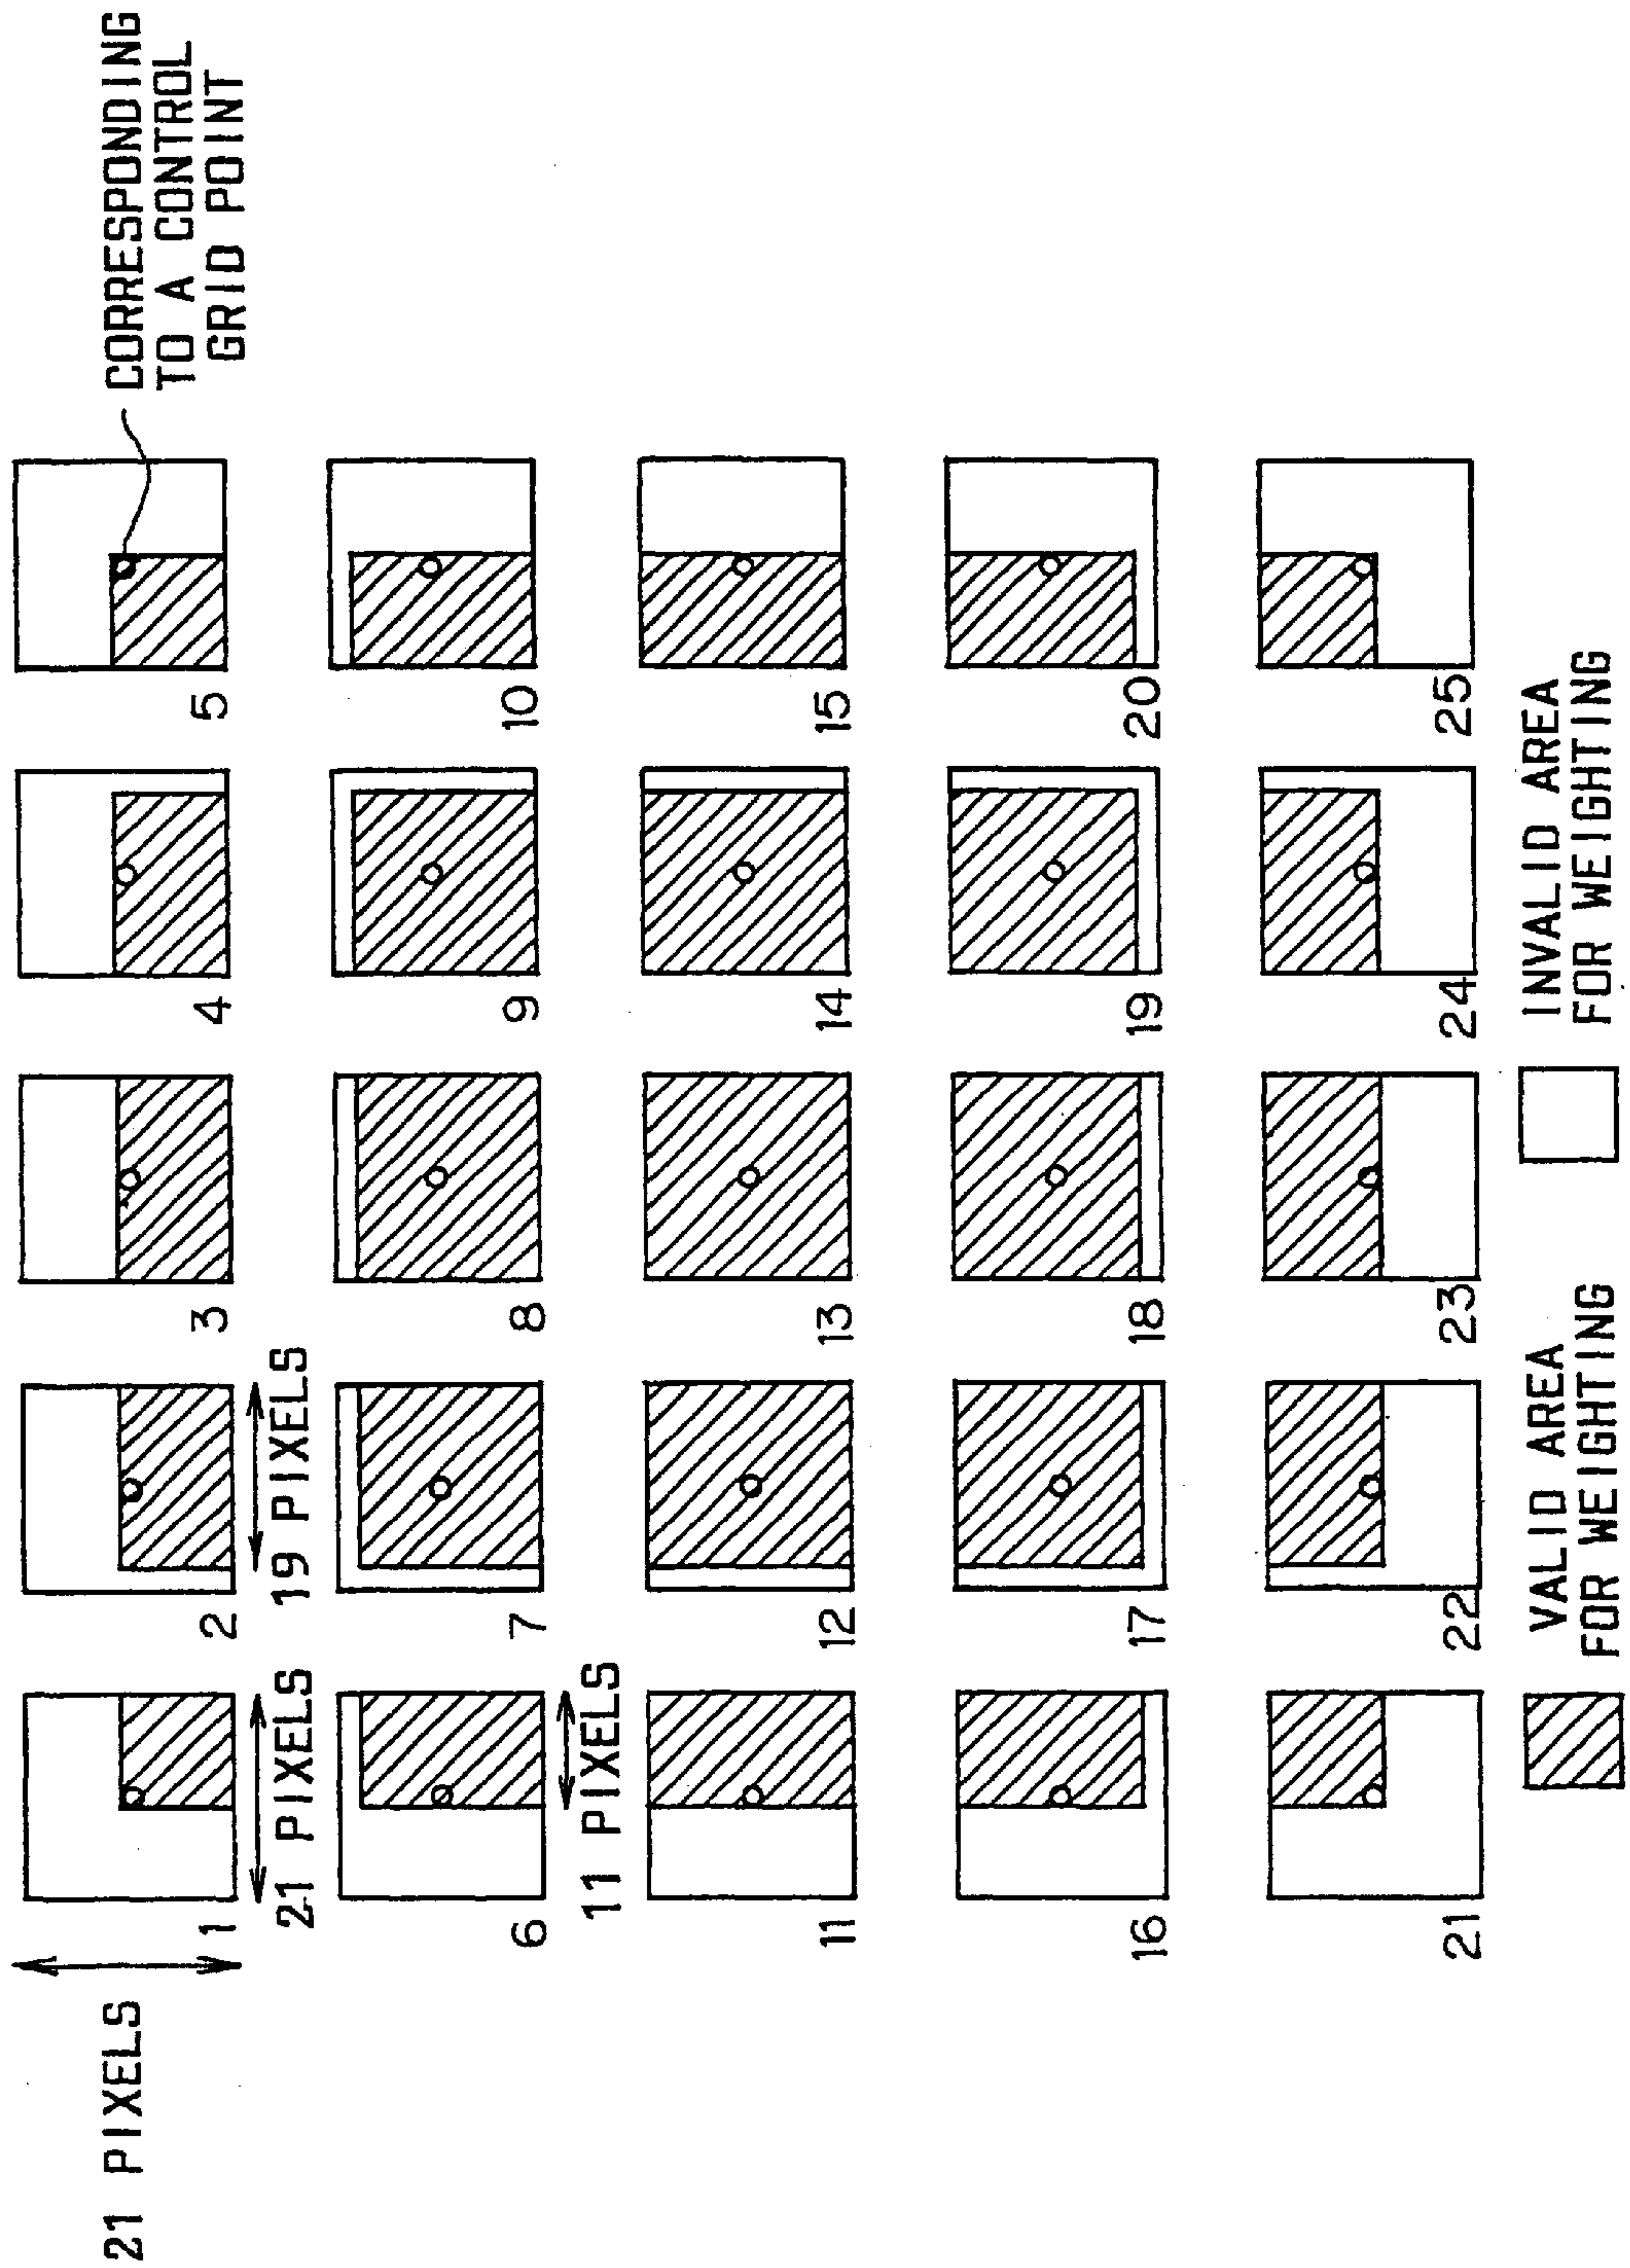 CORRESPONDING
TO A CONTROL
GRID POINT
21 PIXELS
1
2
3
4
5
21 PIXELS
19 PIXELS
6
7
8
9
10
11 PIXELS
11
12
13
14
15
16
17
18
19
20
21
22
23
24
25
VALID AREA
FOR WEIGHTING
INVALID AREA
FOR WEIGHTING